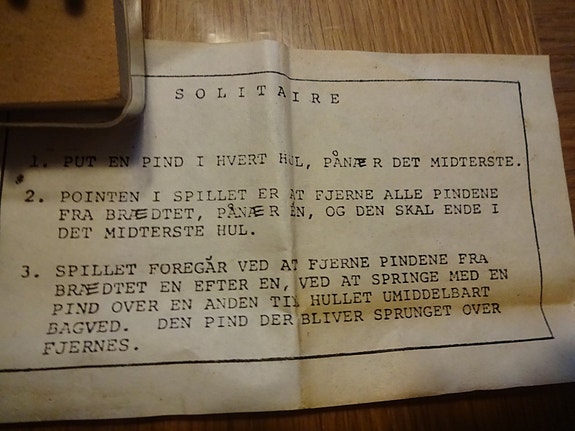 SOLITAIRE
1. PUT EN PIND I HVERT HUL, PÅNÆR DET MIDTERSTE.
2. POINTEN I SPILLET ER AT FJERNE ALLE PINDENE
FRA BRÆDTET, PÅNÆR ÉN, OG DEN SKAL ENDE I
DET MIDTERSTE HUL.
3. SPILLET FOREGÅR VED AT FJERNE PINDENE FRA
BRÆDTET EN EFTER EN, VED AT SPRINGE MED EN
PIND OVER EN ANDEN TIL HULLET UMIDDELBART
BAGVED. DEN PIND DER BLIVER SPRUNGET OVER
FJERNES.